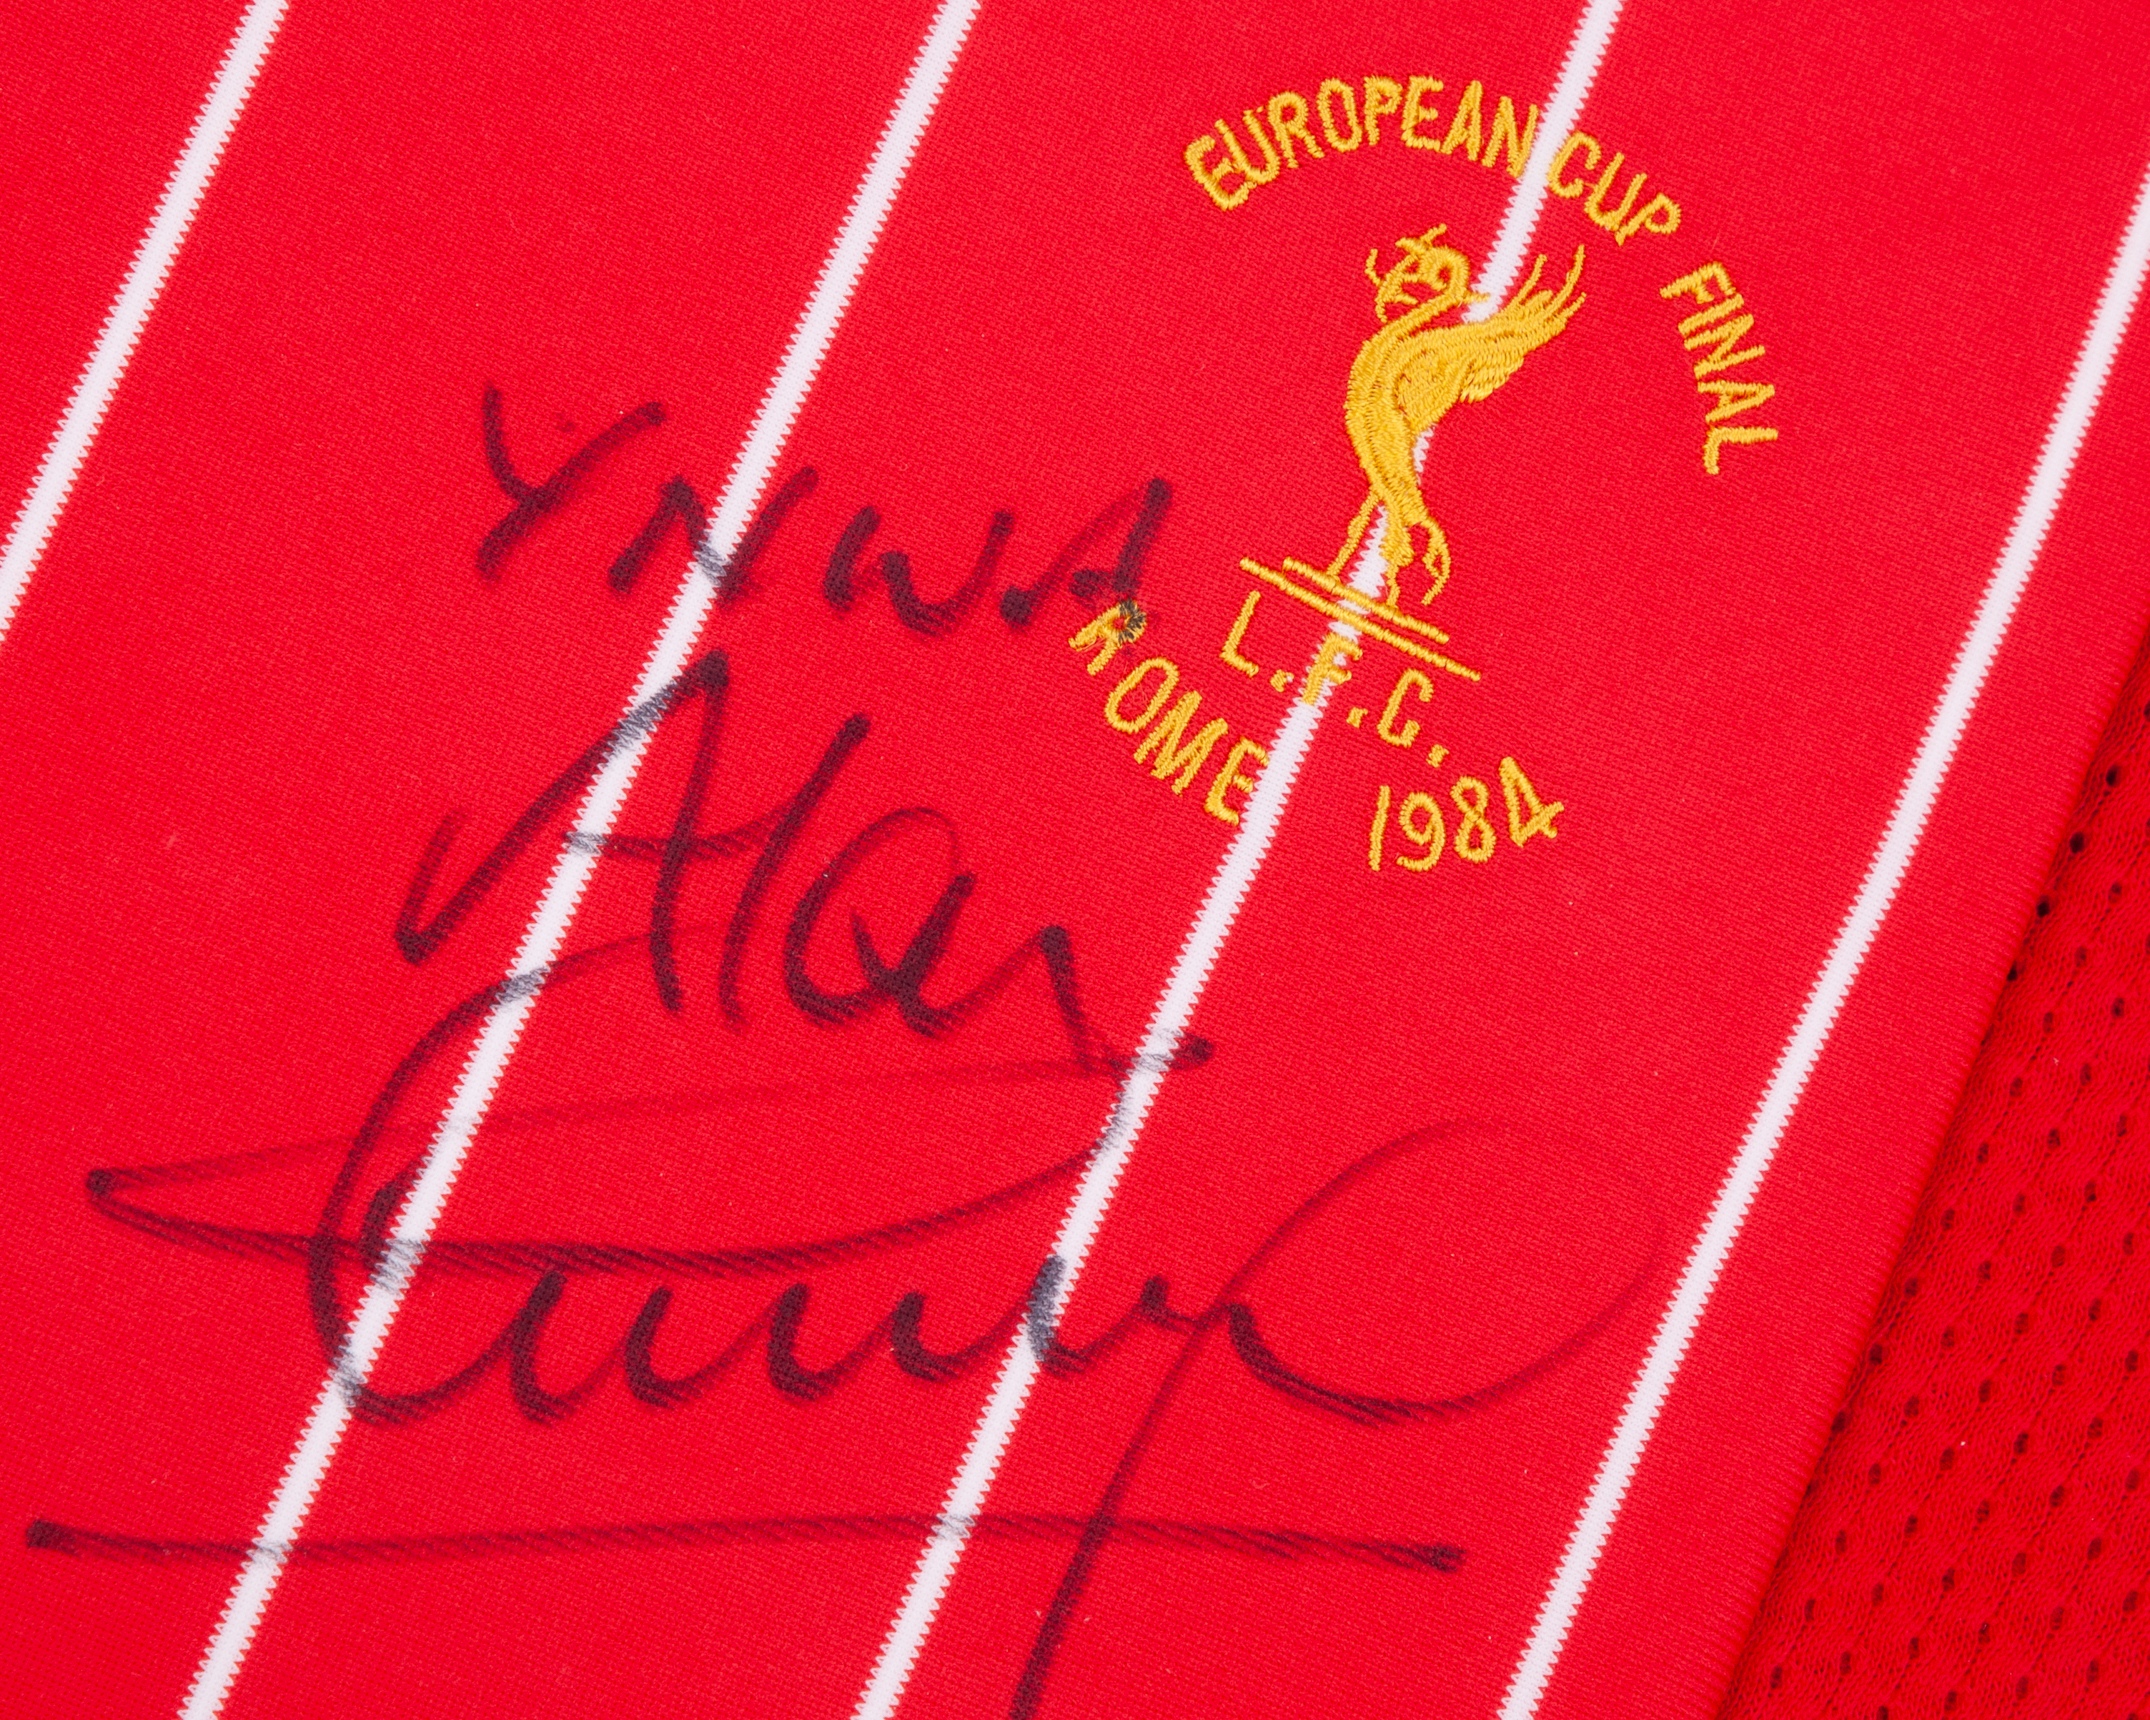 EUROPEAN CUP FINAL
L.F.C.
ROME 1984
YNWA
Alan